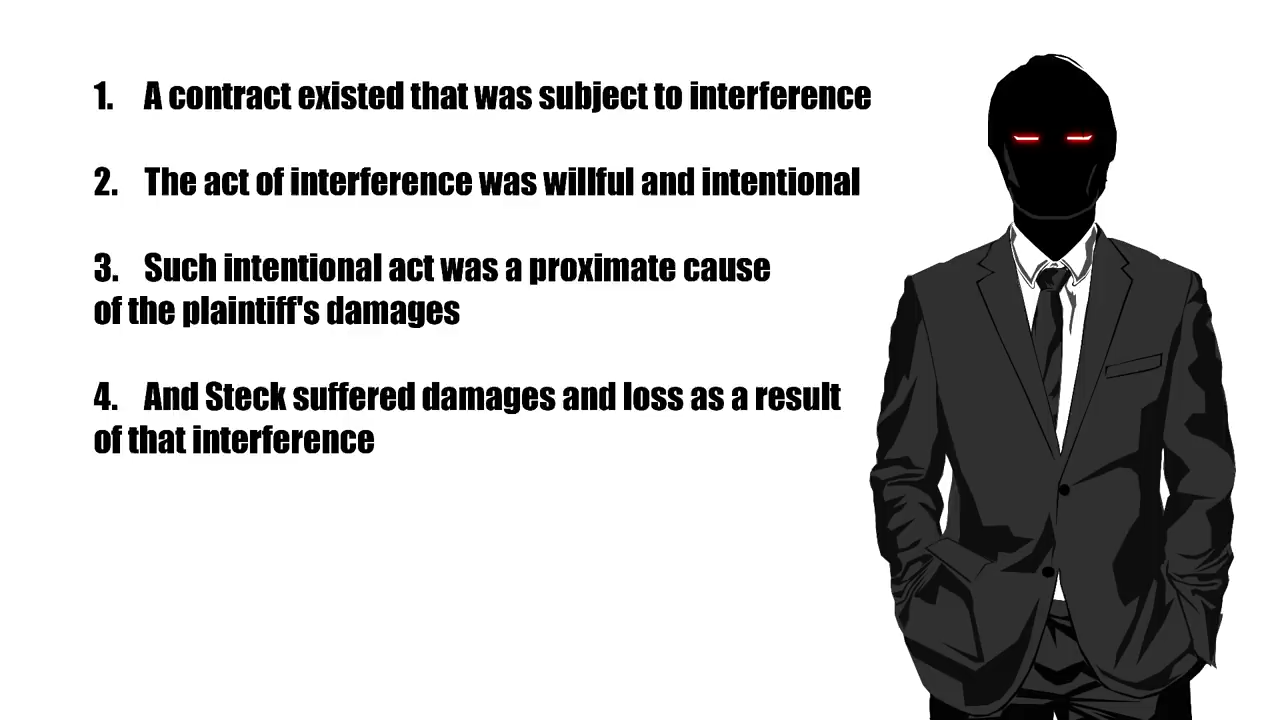 1. A contract existed that was subject to interference
2. The act of interference was willful and intentional
3. Such intentional act was a proximate cause
of the plaintiff's damages
4. And Steck suffered damages and loss as a result
of that interference